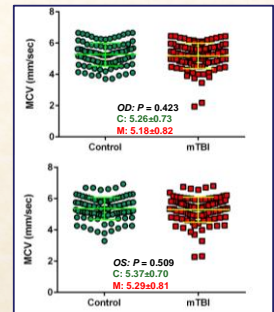 8
6
4
2
0
MCV (mm/sec)
OD: P = 0.423
C: 5.26±0.73
M: 5.18±0.82
Control
mTBI
8
6
4
2
0
MCV (mm/sec)
OS: P = 0.509
C: 5.37±0.70
M: 5.29±0.81
Control
mTBI